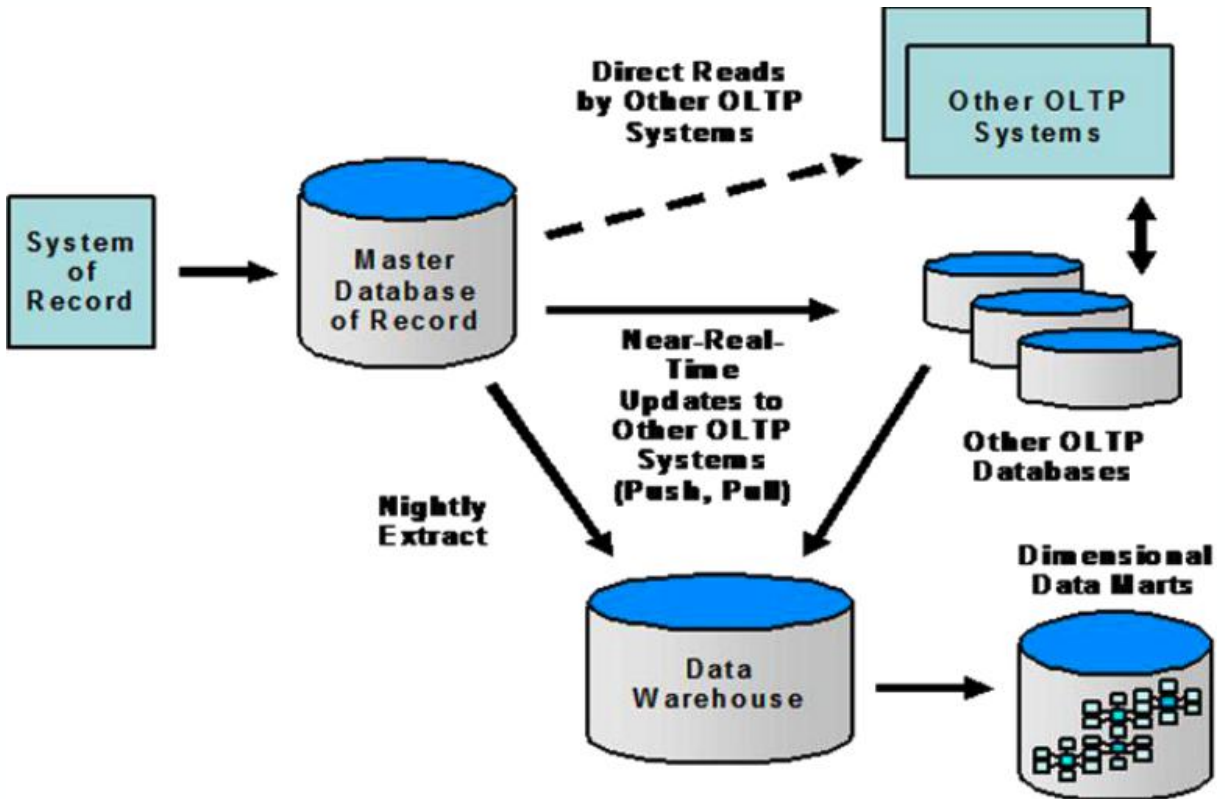 Direct Reads
by Other OLTP
Systems
Other OLTP
Systems
System
of
Record
Master
Database
of Record
Near-Real-
Time
Updates to
Other OLTP
Systems
(Push, Pull)
Other OLTP
Databases
Nightly
Extract
Dimensional
Data Marts
Data
Warehouse